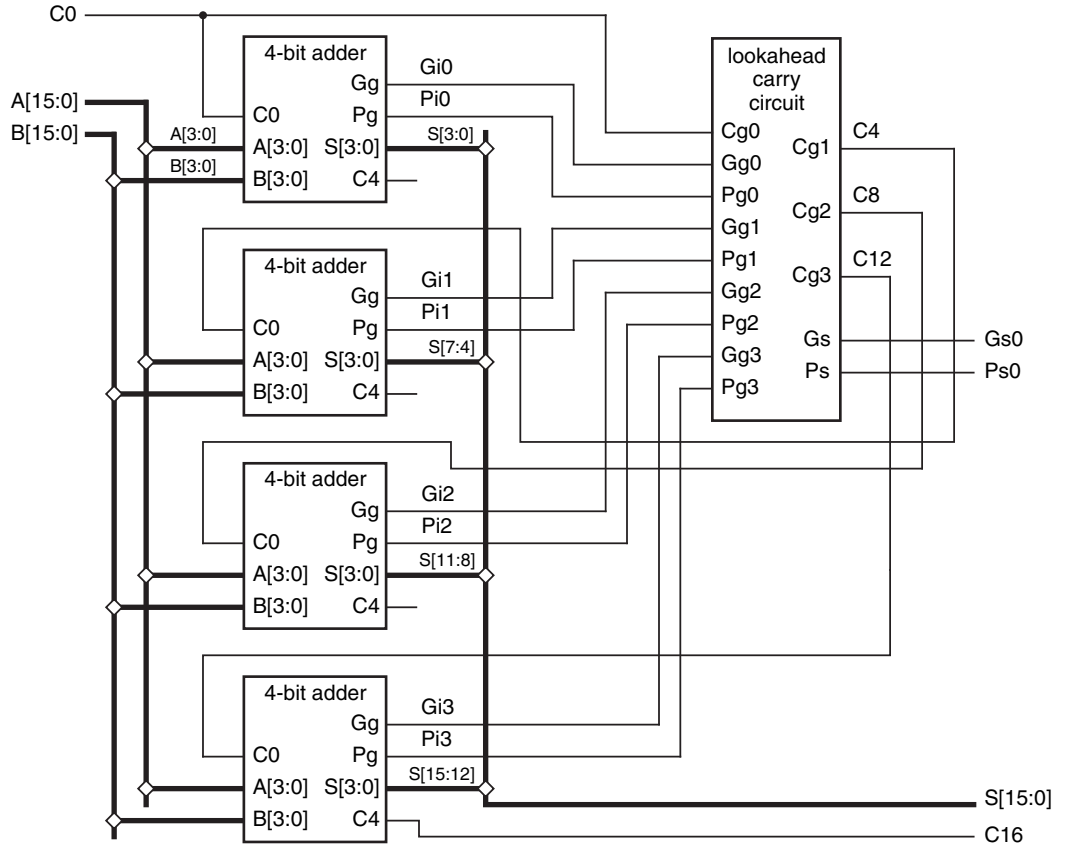 C0
A[15:0]
B[15:0]
4-bit adder
Gg
C0
Pg
A[3:0]
A[3:0]
S[3:0]
B[3:0]
B[3:0]
C4
Gi0
Pi0
S[3:0]
4-bit adder
Gg
C0
Pg
A[3:0]
S[3:0]
B[3:0]
C4
Gi1
Pi1
S[7:4]
4-bit adder
Gg
C0
Pg
A[3:0]
S[3:0]
B[3:0]
C4
Gi2
Pi2
S[11:8]
4-bit adder
Gg
C0
Pg
A[3:0]
S[3:0]
B[3:0]
C4
Gi3
Pi3
S[15:12]
lookahead
carry
circuit
Cg0
Gg0
Pg0
Gg1
Pg1
Gg2
Pg2
Gg3
Pg3
Cg1
Cg2
Cg3
Gs
Ps
C4
C8
C12
Gs0
Ps0
S[15:0]
C16